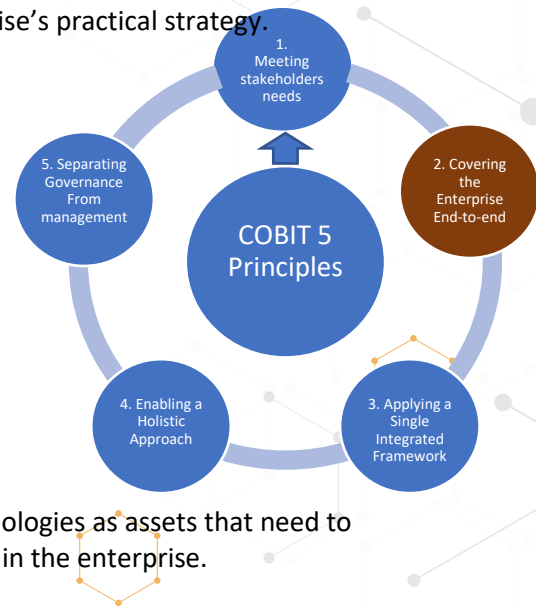 ise’s practical strategy.
1.
Meeting
stakeholders
needs
2. Covering
the
Enterprise
End-to-end
3. Applying a
Single
Integrated
Framework
4. Enabling a
Holistic
Approach
5. Separating
Governance
From
management
COBIT 5
Principles
ologies as assets that need to
in the enterprise.